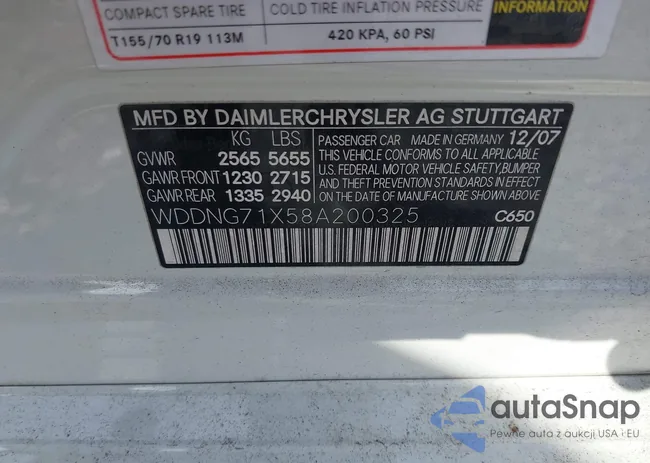 COMPACT SPARE TIRE
COLD TIRE INFLATION PRESSURE
INFORMATION
T155/70 R19 113M
420 KPA, 60 PSI
MFD BY DAIMLERCHRYSLER AG STUTTGART
KG LBS
GVWR 2565 5655
GAWR FRONT 1230 2715
GAWR REAR 1335 2940
PASSENGER CAR MADE IN GERMANY 12/07
THIS VEHICLE CONFORMS TO ALL APPLICABLE
U.S. FEDERAL MOTOR VEHICLE SAFETY, BUMPER,
AND THEFT PREVENTION STANDARDS IN EFFECT
ON THE DATE OF MANUFACTURE SHOWN ABOVE.
WDDNG71X58A200325
C650
autaSnap
Pewne auta z aukcji USA i EU